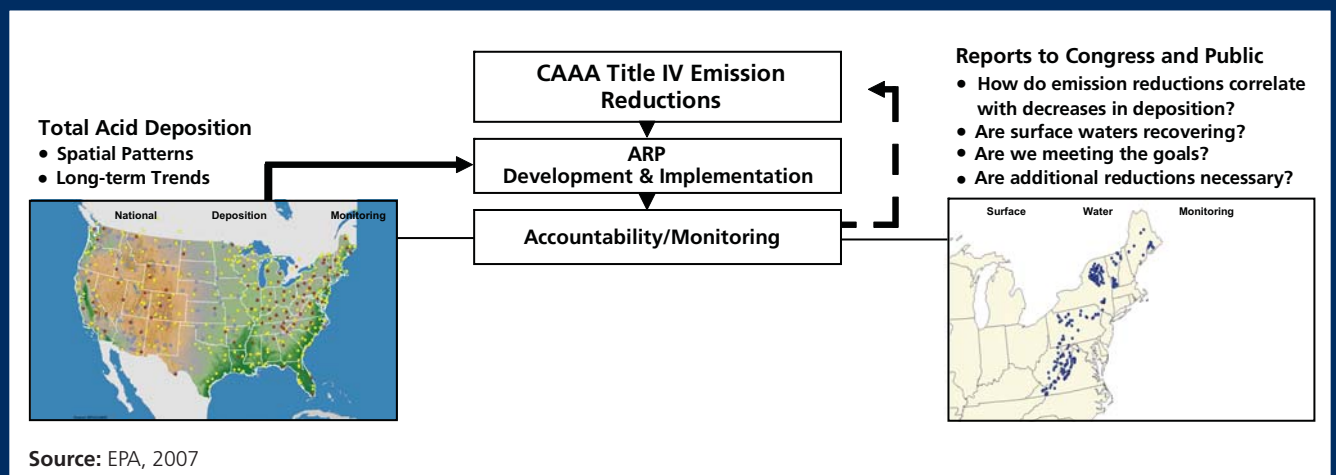 Total Acid Deposition
• Spatial Patterns
• Long-term Trends
National Deposition Monitoring
CAAA Title IV Emission
Reductions
ARP
Development & Implementation
Accountability/Monitoring
Reports to Congress and Public
• How do emission reductions correlate
with decreases in deposition?
• Are surface waters recovering?
• Are we meeting the goals?
• Are additional reductions necessary?
Surface Water Monitoring
Source: EPA, 2007